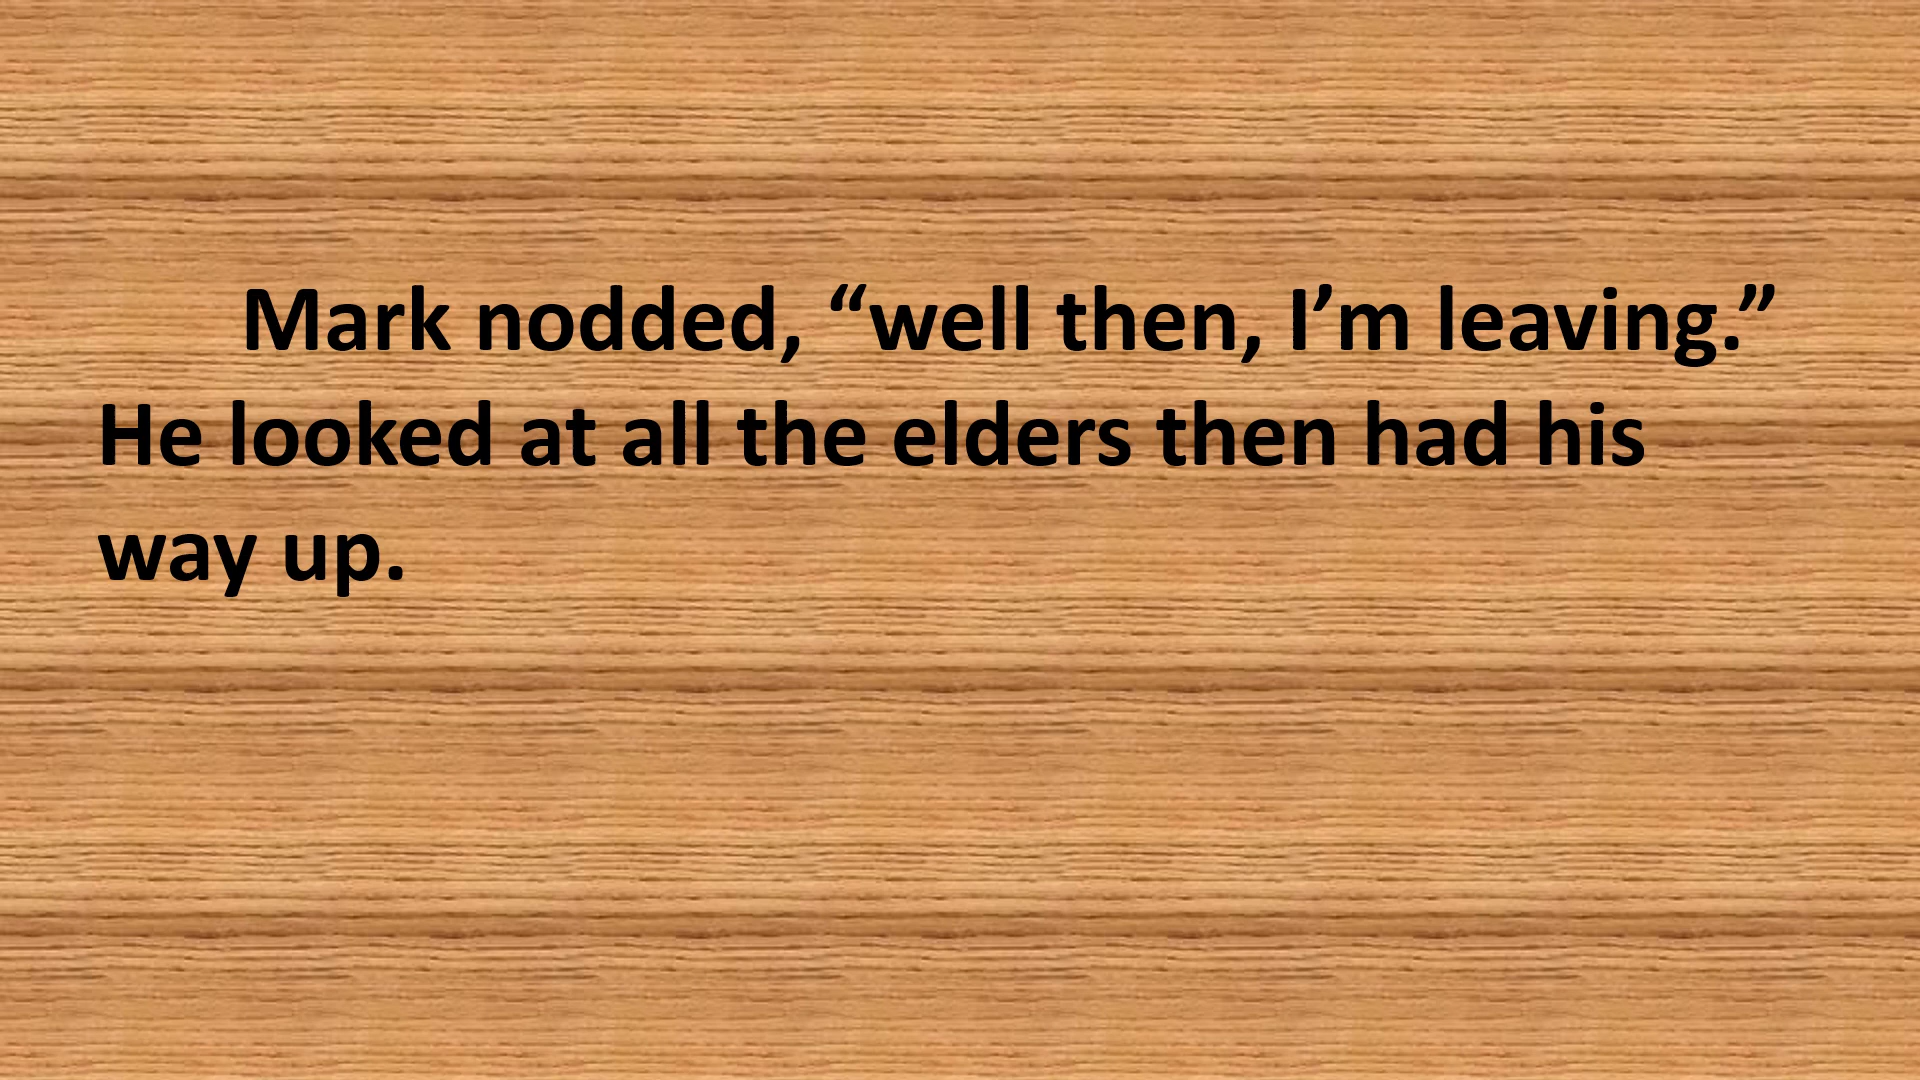 Mark nodded, “well then, I’m leaving.”
He looked at all the elders then had his
way up.